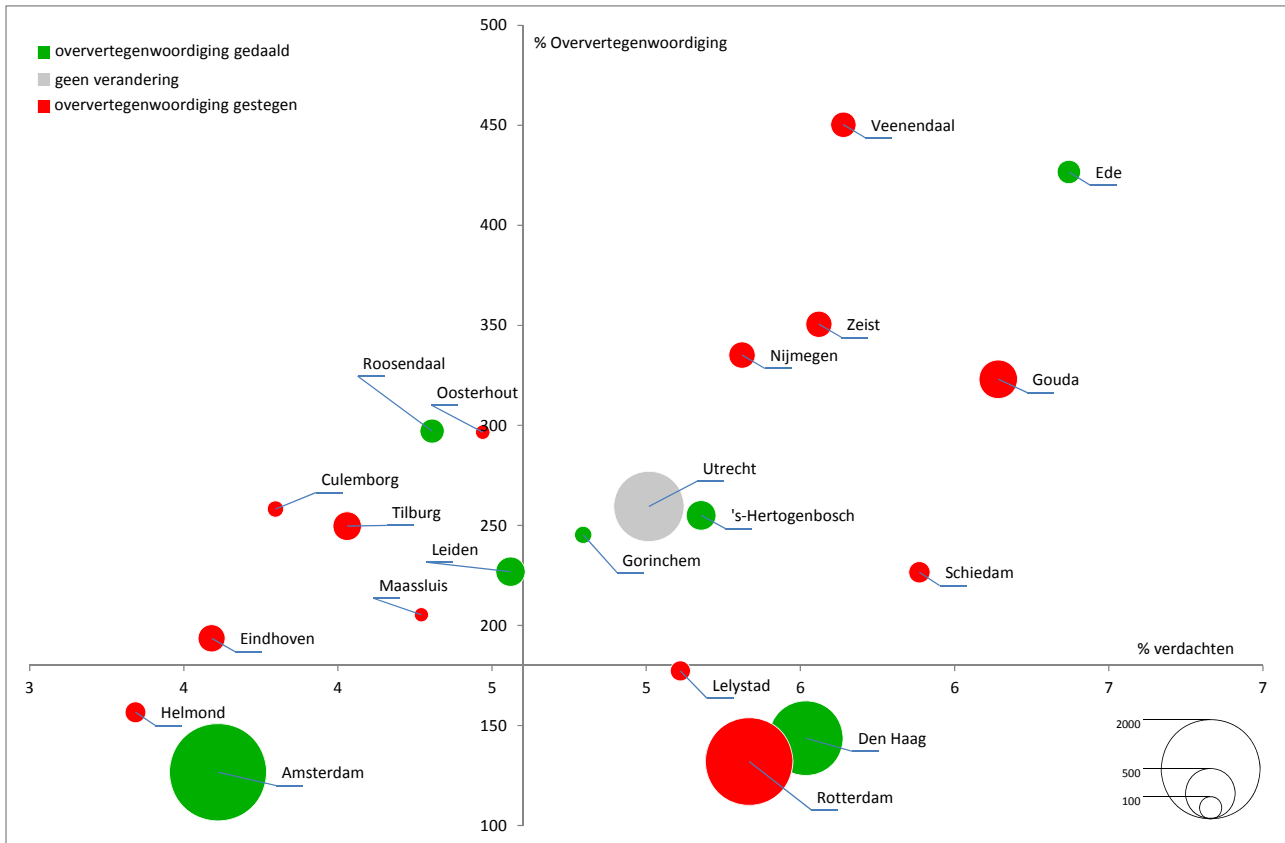 500
% Oververtegenwoordiging
oververtegenwoordiging gedaald
geen verandering
oververtegenwoordiging gestegen
450
Veenendaal
Ede
400
350
Zeist
Nijmegen
Roosendaal
Gouda
Oosterhout
300
Culemborg
Utrecht
Tilburg
's-Hertogenbosch
250
Leiden
Gorinchem
Schiedam
Maassluis
200
Eindhoven
% verdachten
3 4 4 5 5 6 6 7 7
Lelystad
Helmond
150
Den Haag
Amsterdam
Rotterdam
100
2000
500
100